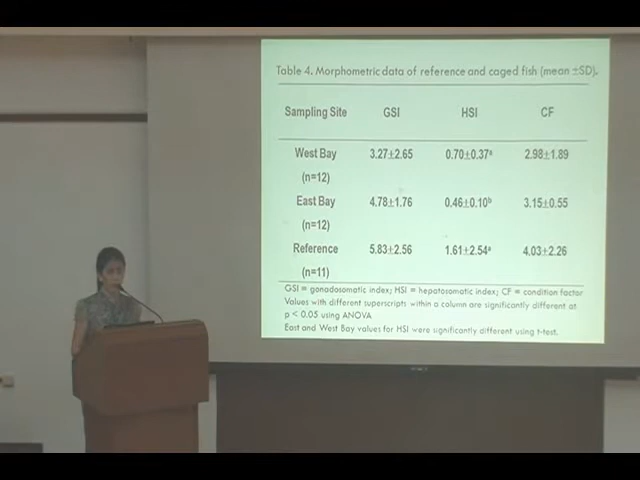 Table 4. Morphometric data of reference and caged fish (mean ±SD).
Sampling Site GSI HSI CF
West Bay 3.27±2.65 0.70±0.37ᵃ 2.98±1.89
(n=12)
East Bay 4.78±1.76 0.46±0.10ᵇ 3.15±0.55
(n=12)
Reference 5.83±2.56 1.61±2.54ᵃ 4.03±2.26
(n=11)
GSI = gonadosomatic index; HSI = hepatosomatic index; CF = condition factor
Values with different superscripts within a column are significantly different at
p < 0.05 using ANOVA
East and West Bay values for HSI were significantly different using t-test.